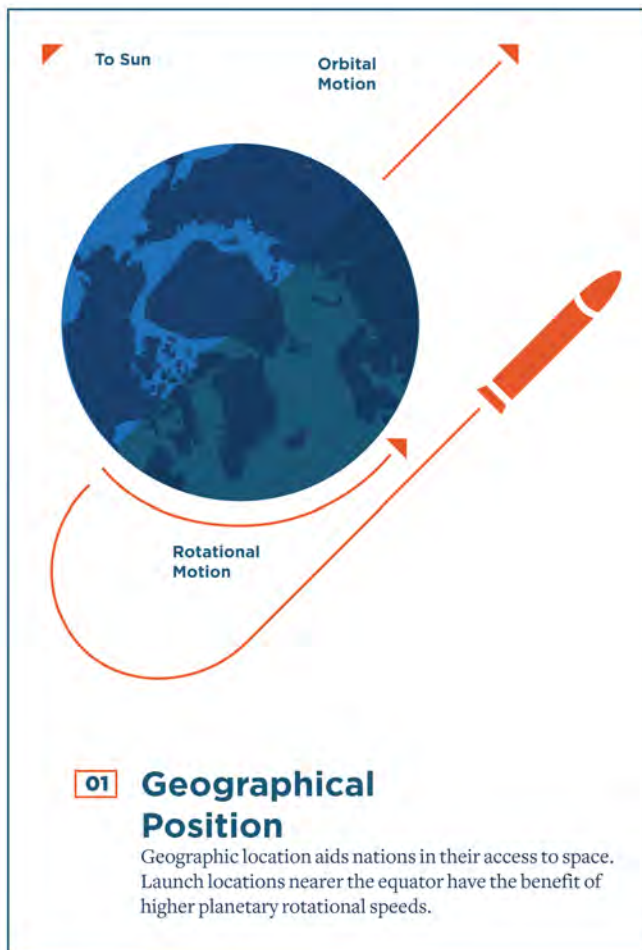 To Sun
Orbital
Motion
Rotational
Motion
01
Geographical
Position
Geographic location aids nations in their access to space.
Launch locations nearer the equator have the benefit of
higher planetary rotational speeds.